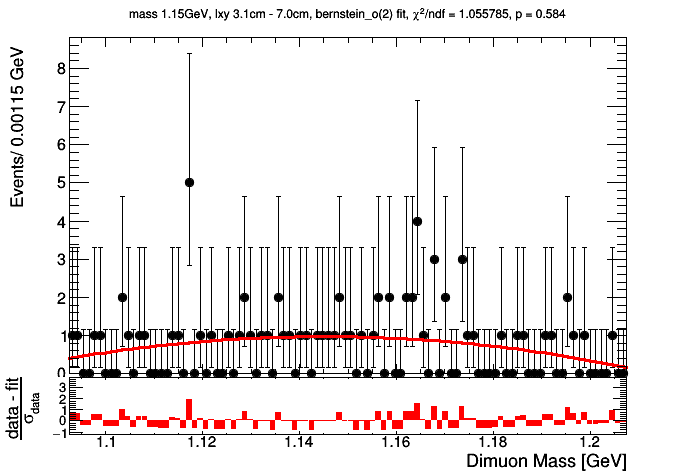 mass 1.15GeV, lxy 3.1cm - 7.0cm, bernstein_o(2) fit, χ²/ndf = 1.055785, p = 0.584
Events/ 0.00115 GeV
8
7
6
5
4
3
2
1
0
data - fit
σdata
3
2
1
0
−1
1.1 1.12 1.14 1.16 1.18 1.2
Dimuon Mass [GeV]